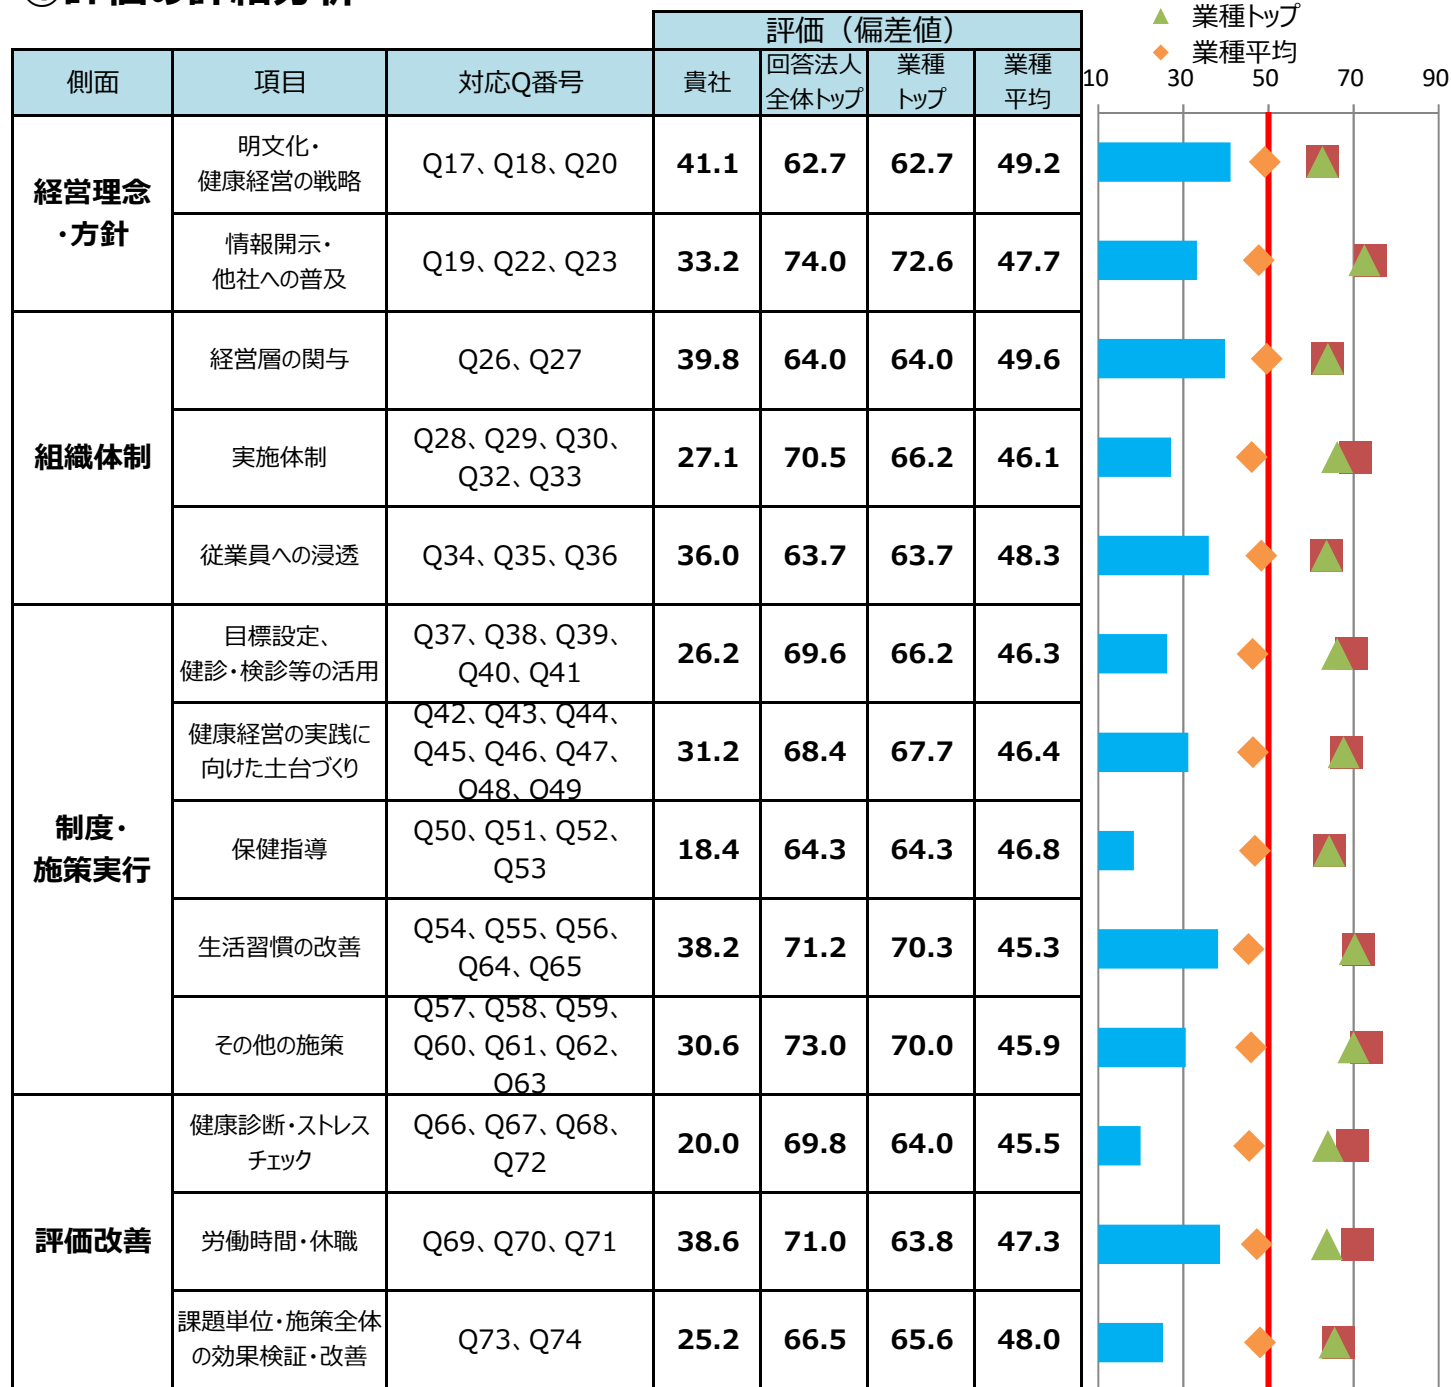 業種トップ
評価（偏差値）
業種平均
側面 項目 対応Q番号 貴社 回答法人 業種 業種
全体トップ トップ 平均
10 30 50 70 90
経営理念
・方針
明文化・
健康経営の戦略
Q17、Q18、Q20 41.1 62.7 62.7 49.2
情報開示・
他社への普及
Q19、Q22、Q23 33.2 74.0 72.6 47.7
組織体制
経営層の関与 Q26、Q27 39.8 64.0 64.0 49.6
実施体制
Q28、Q29、Q30、
Q32、Q33
27.1 70.5 66.2 46.1
従業員への浸透 Q34、Q35、Q36 36.0 63.7 63.7 48.3
制度・
施策実行
目標設定、
健診・検診等の活用
Q37、Q38、Q39、
Q40、Q41
26.2 69.6 66.2 46.3
健康経営の実践に
向けた土台づくり
Q42、Q43、Q44、
Q45、Q46、Q47、
Q48、Q49
31.2 68.4 67.7 46.4
保健指導
Q50、Q51、Q52、
Q53
18.4 64.3 64.3 46.8
生活習慣の改善
Q54、Q55、Q56、
Q64、Q65
38.2 71.2 70.3 45.3
その他の施策
Q57、Q58、Q59、
Q60、Q61、Q62、
Q63
30.6 73.0 70.0 45.9
評価改善
健康診断・ストレス
チェック
Q66、Q67、Q68、
Q72
20.0 69.8 64.0 45.5
労働時間・休職 Q69、Q70、Q71 38.6 71.0 63.8 47.3
課題単位・施策全体
の効果検証・改善
Q73、Q74 25.2 66.5 65.6 48.0